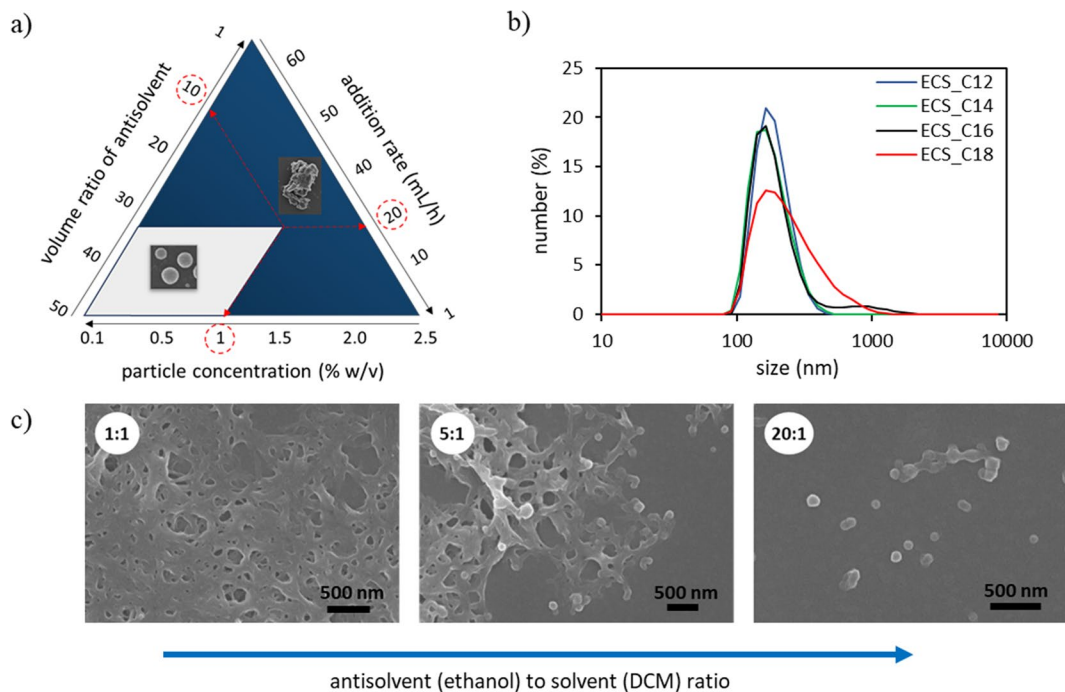 a)
volume ratio of antisolvent
1
10
20
30
40
50
addition rate (mL/h)
60
50
40
20
10
1
0.1
0.5
1
1.5
2.0
2.5
particle concentration (% w/v)
b)
number (%)
25
20
15
10
5
0
ECS_C12
ECS_C14
ECS_C16
ECS_C18
10
100
1000
10000
size (nm)
c)
1:1
500 nm
5:1
500 nm
20:1
500 nm
antisolvent (ethanol) to solvent (DCM) ratio